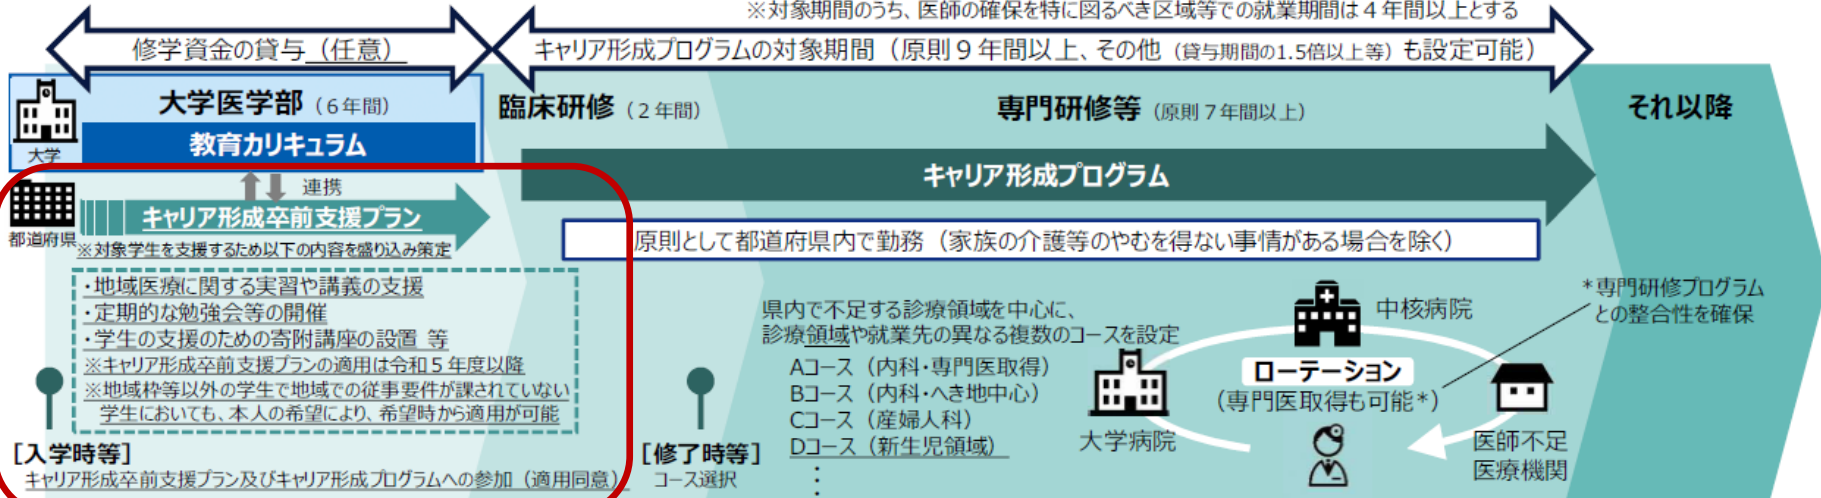 ※対象期間のうち、医師の確保を特に図るべき区域等での就業期間は４年間以上とする
修学資金の貸与（任意）
キャリア形成プログラムの対象期間（原則９年間以上、その他（貸与期間の1.5倍以上等）も設定可能）
大学医学部（６年間）
臨床研修（２年間）
専門研修等（原則７年間以上）
それ以降
教育カリキュラム
大学
連携
キャリア形成プログラム
キャリア形成卒前支援プラン
都道府県
※対象学生を支援するため以下の内容を盛り込み策定
原則として都道府県内で勤務（家族の介護等のやむを得ない事情がある場合を除く）
・地域医療に関する実習や講義の支援
・定期的な勉強会等の開催
・学生の支援のための寄附講座の設置 等
※キャリア形成卒前支援プランの適用は令和５年度以降
※地域枠等以外の学生で地域での従事要件が課されていない
学生においても、本人の希望により、希望時から適用が可能
[入学時等]
キャリア形成卒前支援プラン及びキャリア形成プログラムへの参加（適用同意）
[修了時等]
コース選択
県内で不足する診療領域を中心に、
診療領域や就業先の異なる複数のコースを設定
Aコース（内科・専門医取得）
Bコース（内科・へき地中心）
Cコース（産婦人科）
Dコース（新生児領域）
：
大学病院
中核病院
ローテーション
（専門医取得も可能*）
医師不足
医療機関
*専門研修プログラム
との整合性を確保